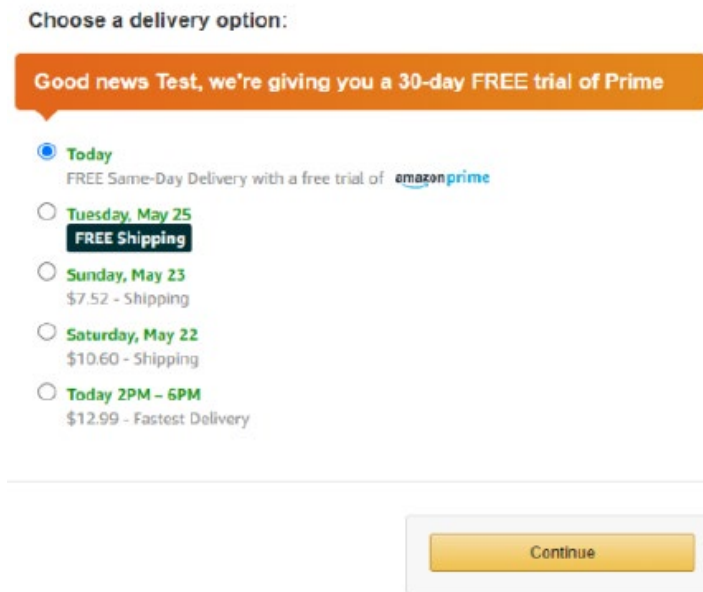 Choose a delivery option:
Good news Test, we're giving you a 30-day FREE trial of Prime
Today
FREE Same-Day Delivery with a free trial of amazonprime
Tuesday, May 25
FREE Shipping
Sunday, May 23
$7.52 - Shipping
Saturday, May 22
$10.60 - Shipping
Today 2PM – 6PM
$12.99 - Fastest Delivery
Continue